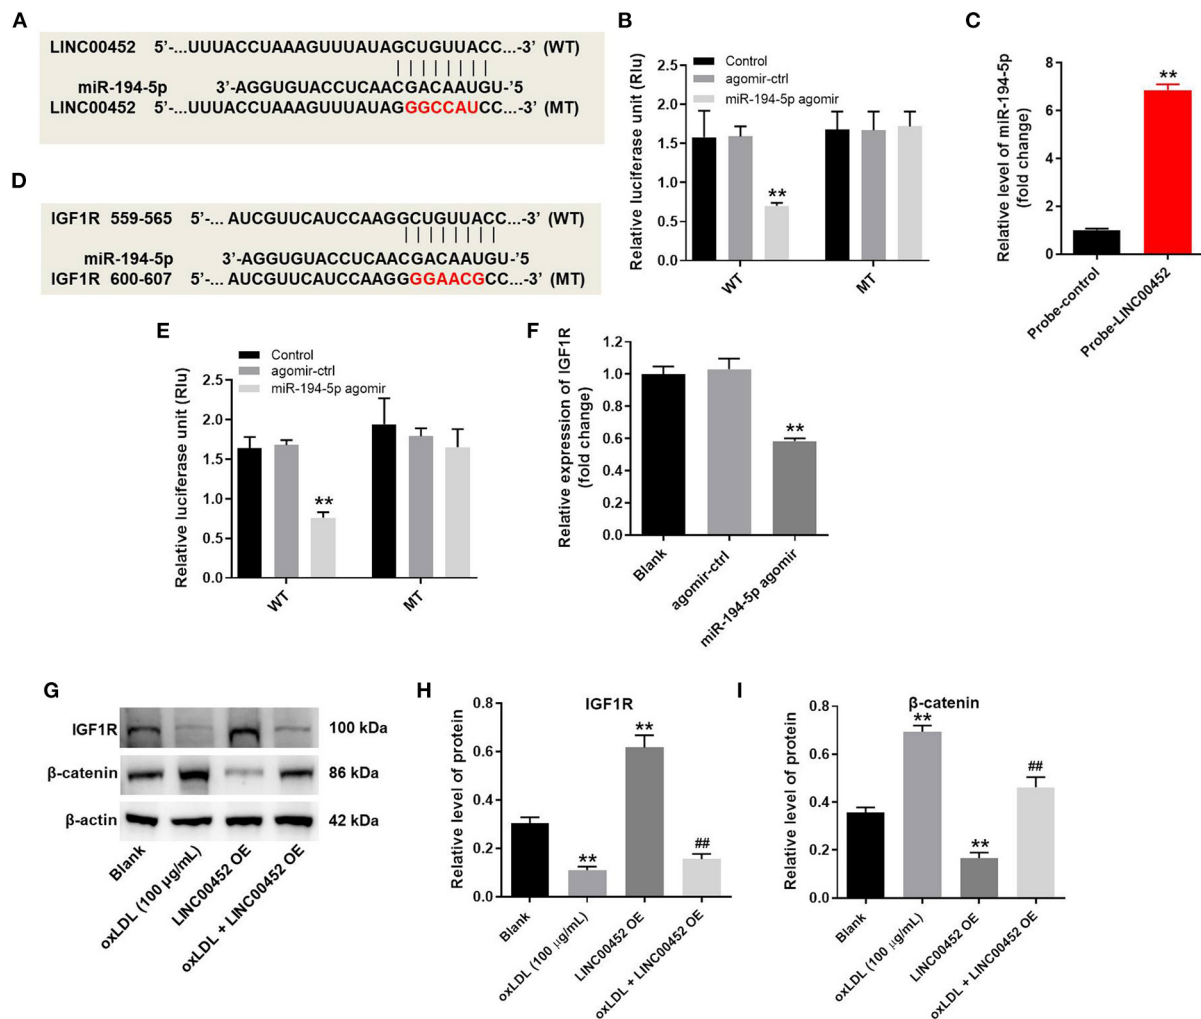 A
LINC00452 5’-...UUUACCUAAAGUUUAUAGCUGUUACC...-3’ (WT)
miR-194-5p 3’-AGGUGUACCUCAACGACAAUGU-’5
LINC00452 5’-...UUUACCUAAAGUUUAUAGGGCCAUCC...-3’ (MT)
B
Control
agomir-ctrl
miR-194-5p agomir
Relative luciferase unit (Rlu)
2.5
2.0
1.5
1.0
0.5
0.0
**
WT
MT
C
Relative level of miR-194-5p
(fold change)
8
6
4
2
0
**
Probe-control
Probe-LINC00452
D
IGF1R 559-565 5’-... AUCGUUCAUCCAAGGCUGUUACC...-3’ (WT)
miR-194-5p 3-AGGUGUACCUCAACGACAAUGU-’5
IGF1R 600-607 5’-... AUCGUUCAUCCAAGGGGAACGCC...-3’ (MT)
E
Control
agomir-ctrl
miR-194-5p agomir
Relative luciferase unit (Rlu)
2.5
2.0
1.5
1.0
0.5
0.0
**
WT
MT
F
Relative expression of IGF1R
(fold change)
1.2
1.0
0.8
0.6
0.4
0.2
0.0
**
Blank
agomir-ctrl
miR-194-5p agomir
G
IGF1R 100 kDa
β-catenin 86 kDa
β-actin 42 kDa
Blank
oxLDL (100 μg/mL)
LINC00452 OE
oxLDL + LINC00452 OE
H
IGF1R
Relative level of protein
0.8
0.6
0.4
0.2
0.0
**
**
##
Blank
oxLDL (100 μg/mL)
LINC00452 OE
oxLDL + LINC00452 OE
I
β-catenin
Relative level of protein
0.8
0.6
0.4
0.2
0.0
**
**
##
Blank
oxLDL (100 μg/mL)
LINC00452 OE
oxLDL + LINC00452 OE